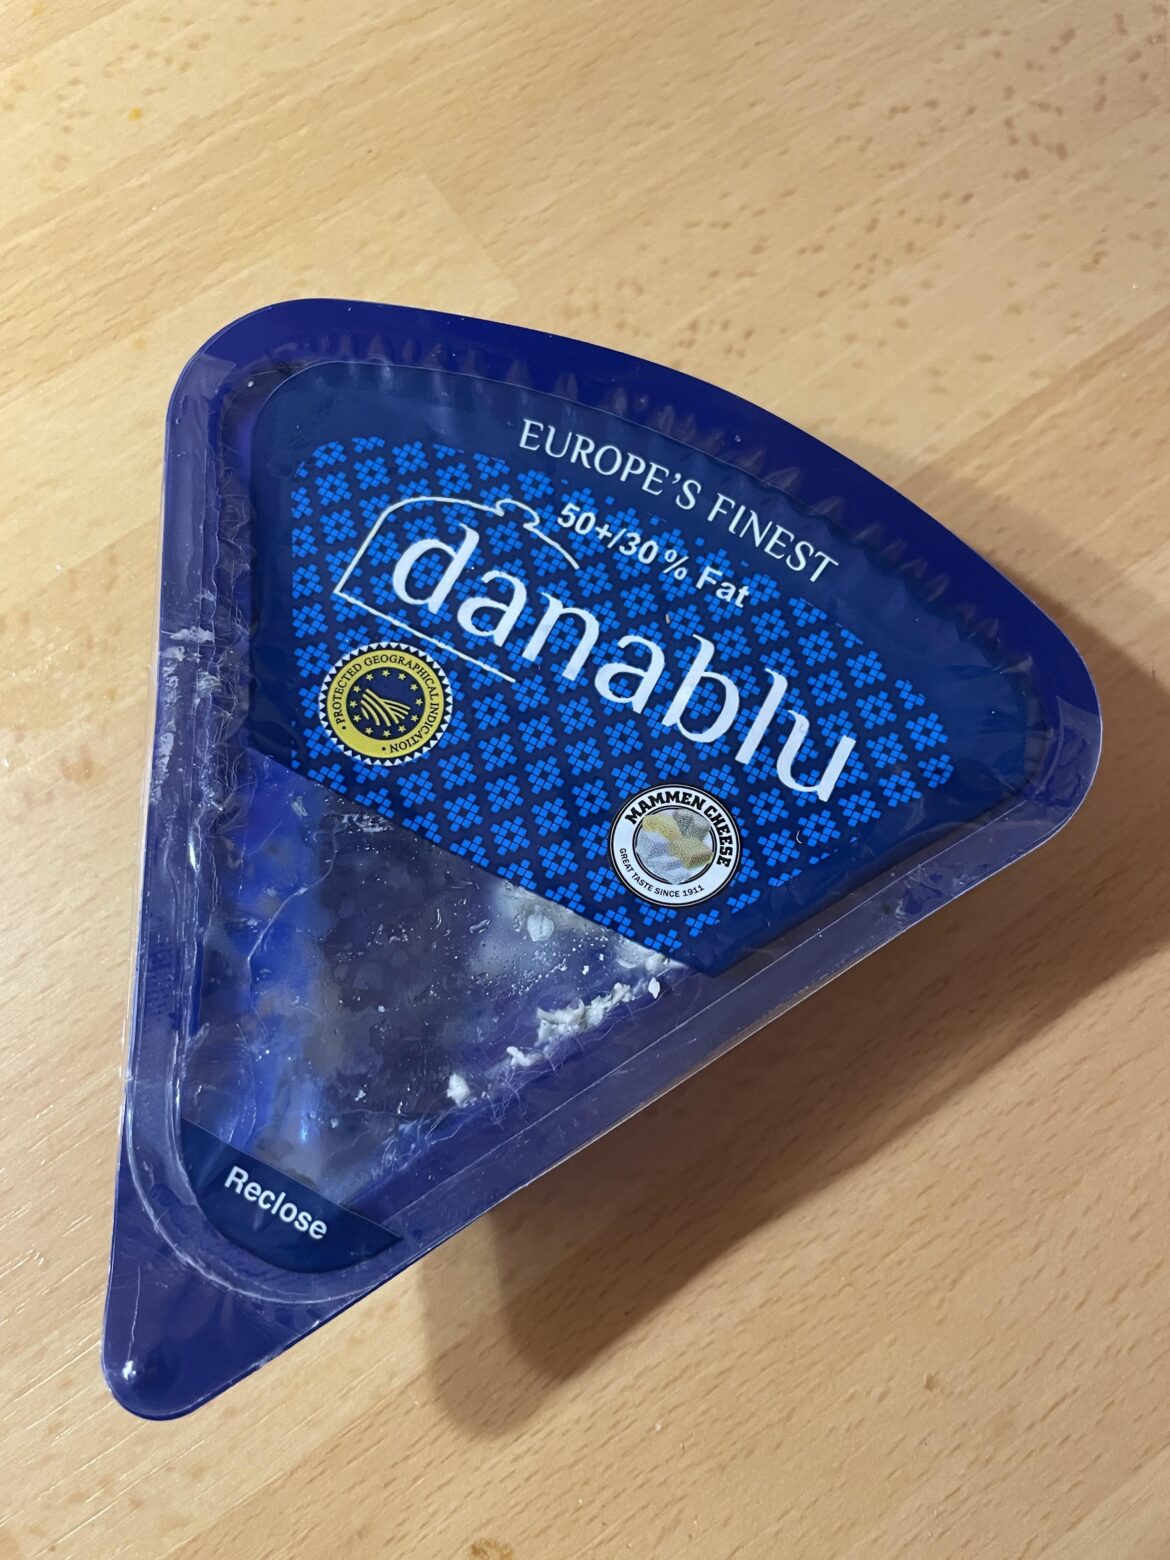 EUROPE'S FINEST
50+/30% Fat
danablu
PROTECTED GEOGRAPHICAL INDICATION
MAMMEN CHEESE
GREAT TASTE SINCE 1911
Reclose